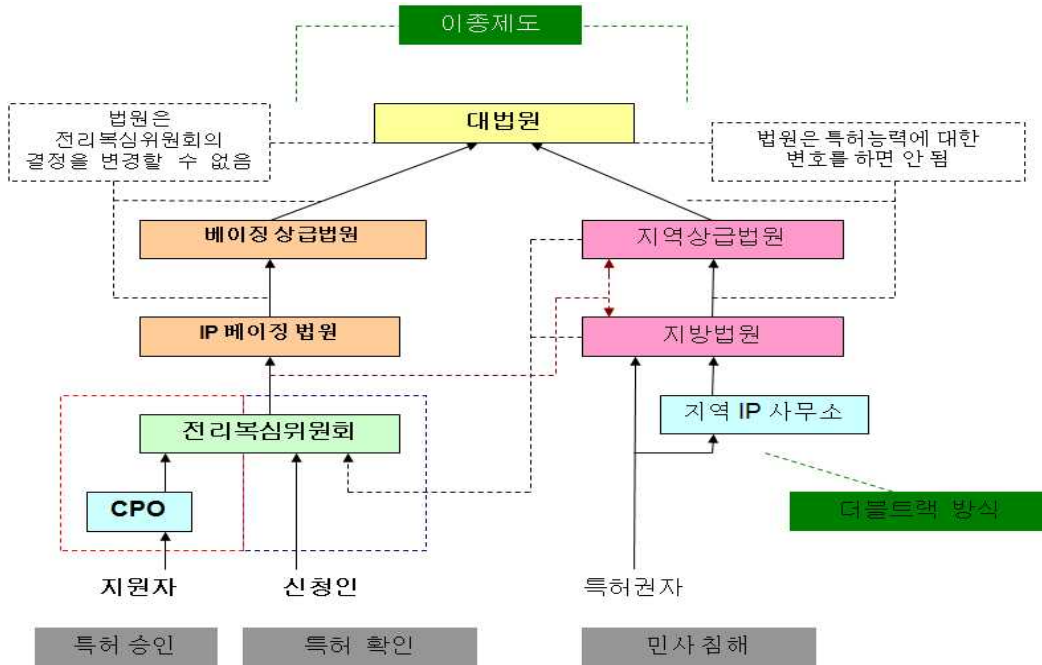 이종제도
법원은
전리복심위원회의
결정을 변경할 수 없음
대법원
법원은 특허능력에 대한
변호를 하면 안 됨
베이징 상급법원
지역상급법원
IP 베이징 법원
지방법원
지역 IP 사무소
전리복심위원회
CPO
더블트랙 방식
지원자
신청인
특허권자
특허 승인
특허 확인
민사 침해